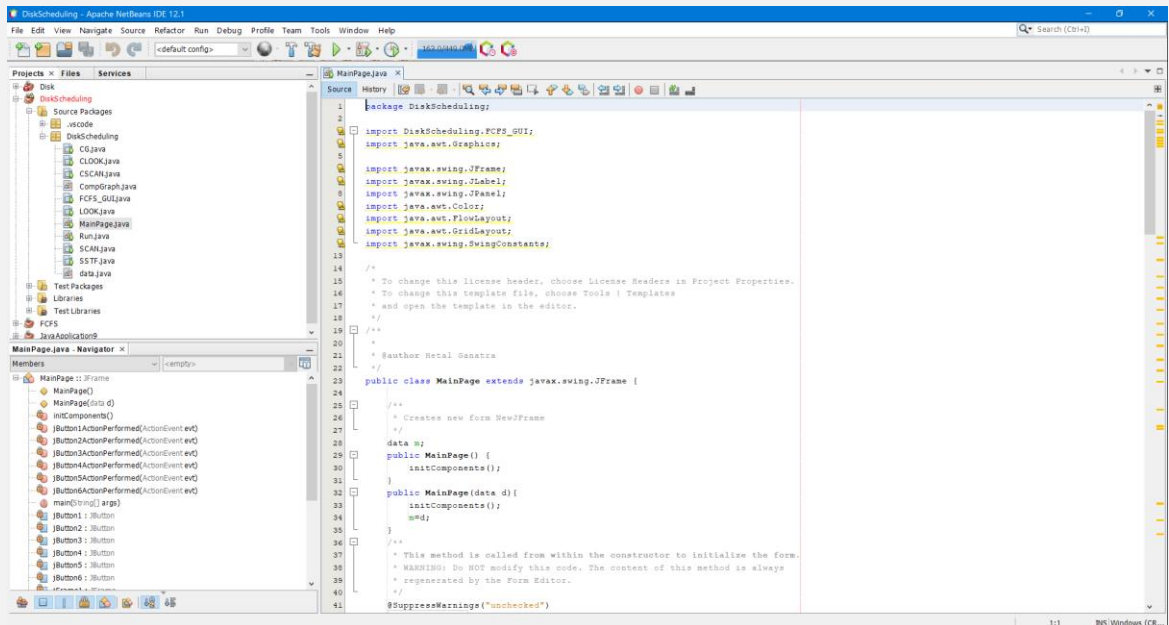 DiskScheduling - Apache NetBeans IDE 12.1
File Edit View Navigate Source Refactor Run Debug Profile Team Tools Window Help
Search (Ctrl+I)
<default config>
Projects Files Services
MainPage.java
Source History
Disk
DiskScheduling
Source Packages
.vscode
DiskScheduling
CG.java
CLOOK.java
CSCAN.java
CompGraph.java
FCFS_GUI.java
LOOK.java
MainPage.java
Run.java
SCAN.java
SSTF.java
data.java
Test Packages
Libraries
Test Libraries
FCFS
JavaApplication9
MainPage.java - Navigator
Members <empty>
MainPage :: JFrame
MainPage()
MainPage(data d)
initComponents()
jButton1ActionPerformed(ActionEvent evt)
jButton2ActionPerformed(ActionEvent evt)
jButton3ActionPerformed(ActionEvent evt)
jButton4ActionPerformed(ActionEvent evt)
jButton5ActionPerformed(ActionEvent evt)
jButton6ActionPerformed(ActionEvent evt)
main(String[] args)
jButton1 : JButton
jButton2 : JButton
jButton3 : JButton
jButton4 : JButton
jButton5 : JButton
jButton6 : JButton
1 package DiskScheduling;
2
import DiskScheduling.FCFS_GUI;
import java.awt.Graphics;
5
import javax.swing.JFrame;
import javax.swing.JLabel;
8 import javax.swing.JPanel;
import java.awt.Color;
import java.awt.FlowLayout;
import java.awt.GridLayout;
import javax.swing.SwingConstants;
13
14 /*
15 * To change this license header, choose License Headers in Project Properties.
16 * To change this template file, choose Tools | Templates
17 * and open the template in the editor.
18 */
19 /**
20 *
21 * @author Hetal Ganatra
22 */
23 public class MainPage extends javax.swing.JFrame {
24
25 /**
26 * Creates new form NewJFrame
27 */
28 data m;
29 public MainPage() {
30 initComponents();
31 }
32 public MainPage(data d){
33 initComponents();
34 m=d;
35 }
36 /**
37 * This method is called from within the constructor to initialize the form.
38 * WARNING: Do NOT modify this code. The content of this method is always
39 * regenerated by the Form Editor.
40 */
41 @SuppressWarnings("unchecked")
1:1 INS Windows (CR...